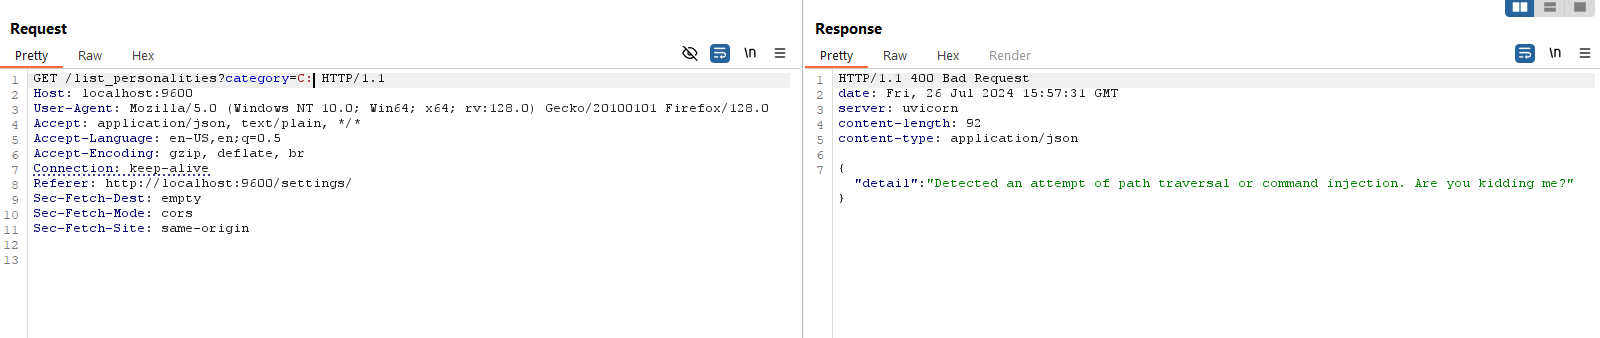 Request
Pretty Raw Hex
\n
1 GET /list_personalities?category=C: HTTP/1.1
2 Host: localhost:9600
3 User-Agent: Mozilla/5.0 (Windows NT 10.0; Win64; x64; rv:128.0) Gecko/20100101 Firefox/128.0
4 Accept: application/json, text/plain, */*
5 Accept-Language: en-US,en;q=0.5
6 Accept-Encoding: gzip, deflate, br
7 Connection: keep-alive
8 Referer: http://localhost:9600/settings/
9 Sec-Fetch-Dest: empty
10 Sec-Fetch-Mode: cors
11 Sec-Fetch-Site: same-origin
12
13
Response
Pretty Raw Hex Render
\n
1 HTTP/1.1 400 Bad Request
2 date: Fri, 26 Jul 2024 15:57:31 GMT
3 server: uvicorn
4 content-length: 92
5 content-type: application/json
6
7 {
"detail":"Detected an attempt of path traversal or command injection. Are you kidding me?"
}